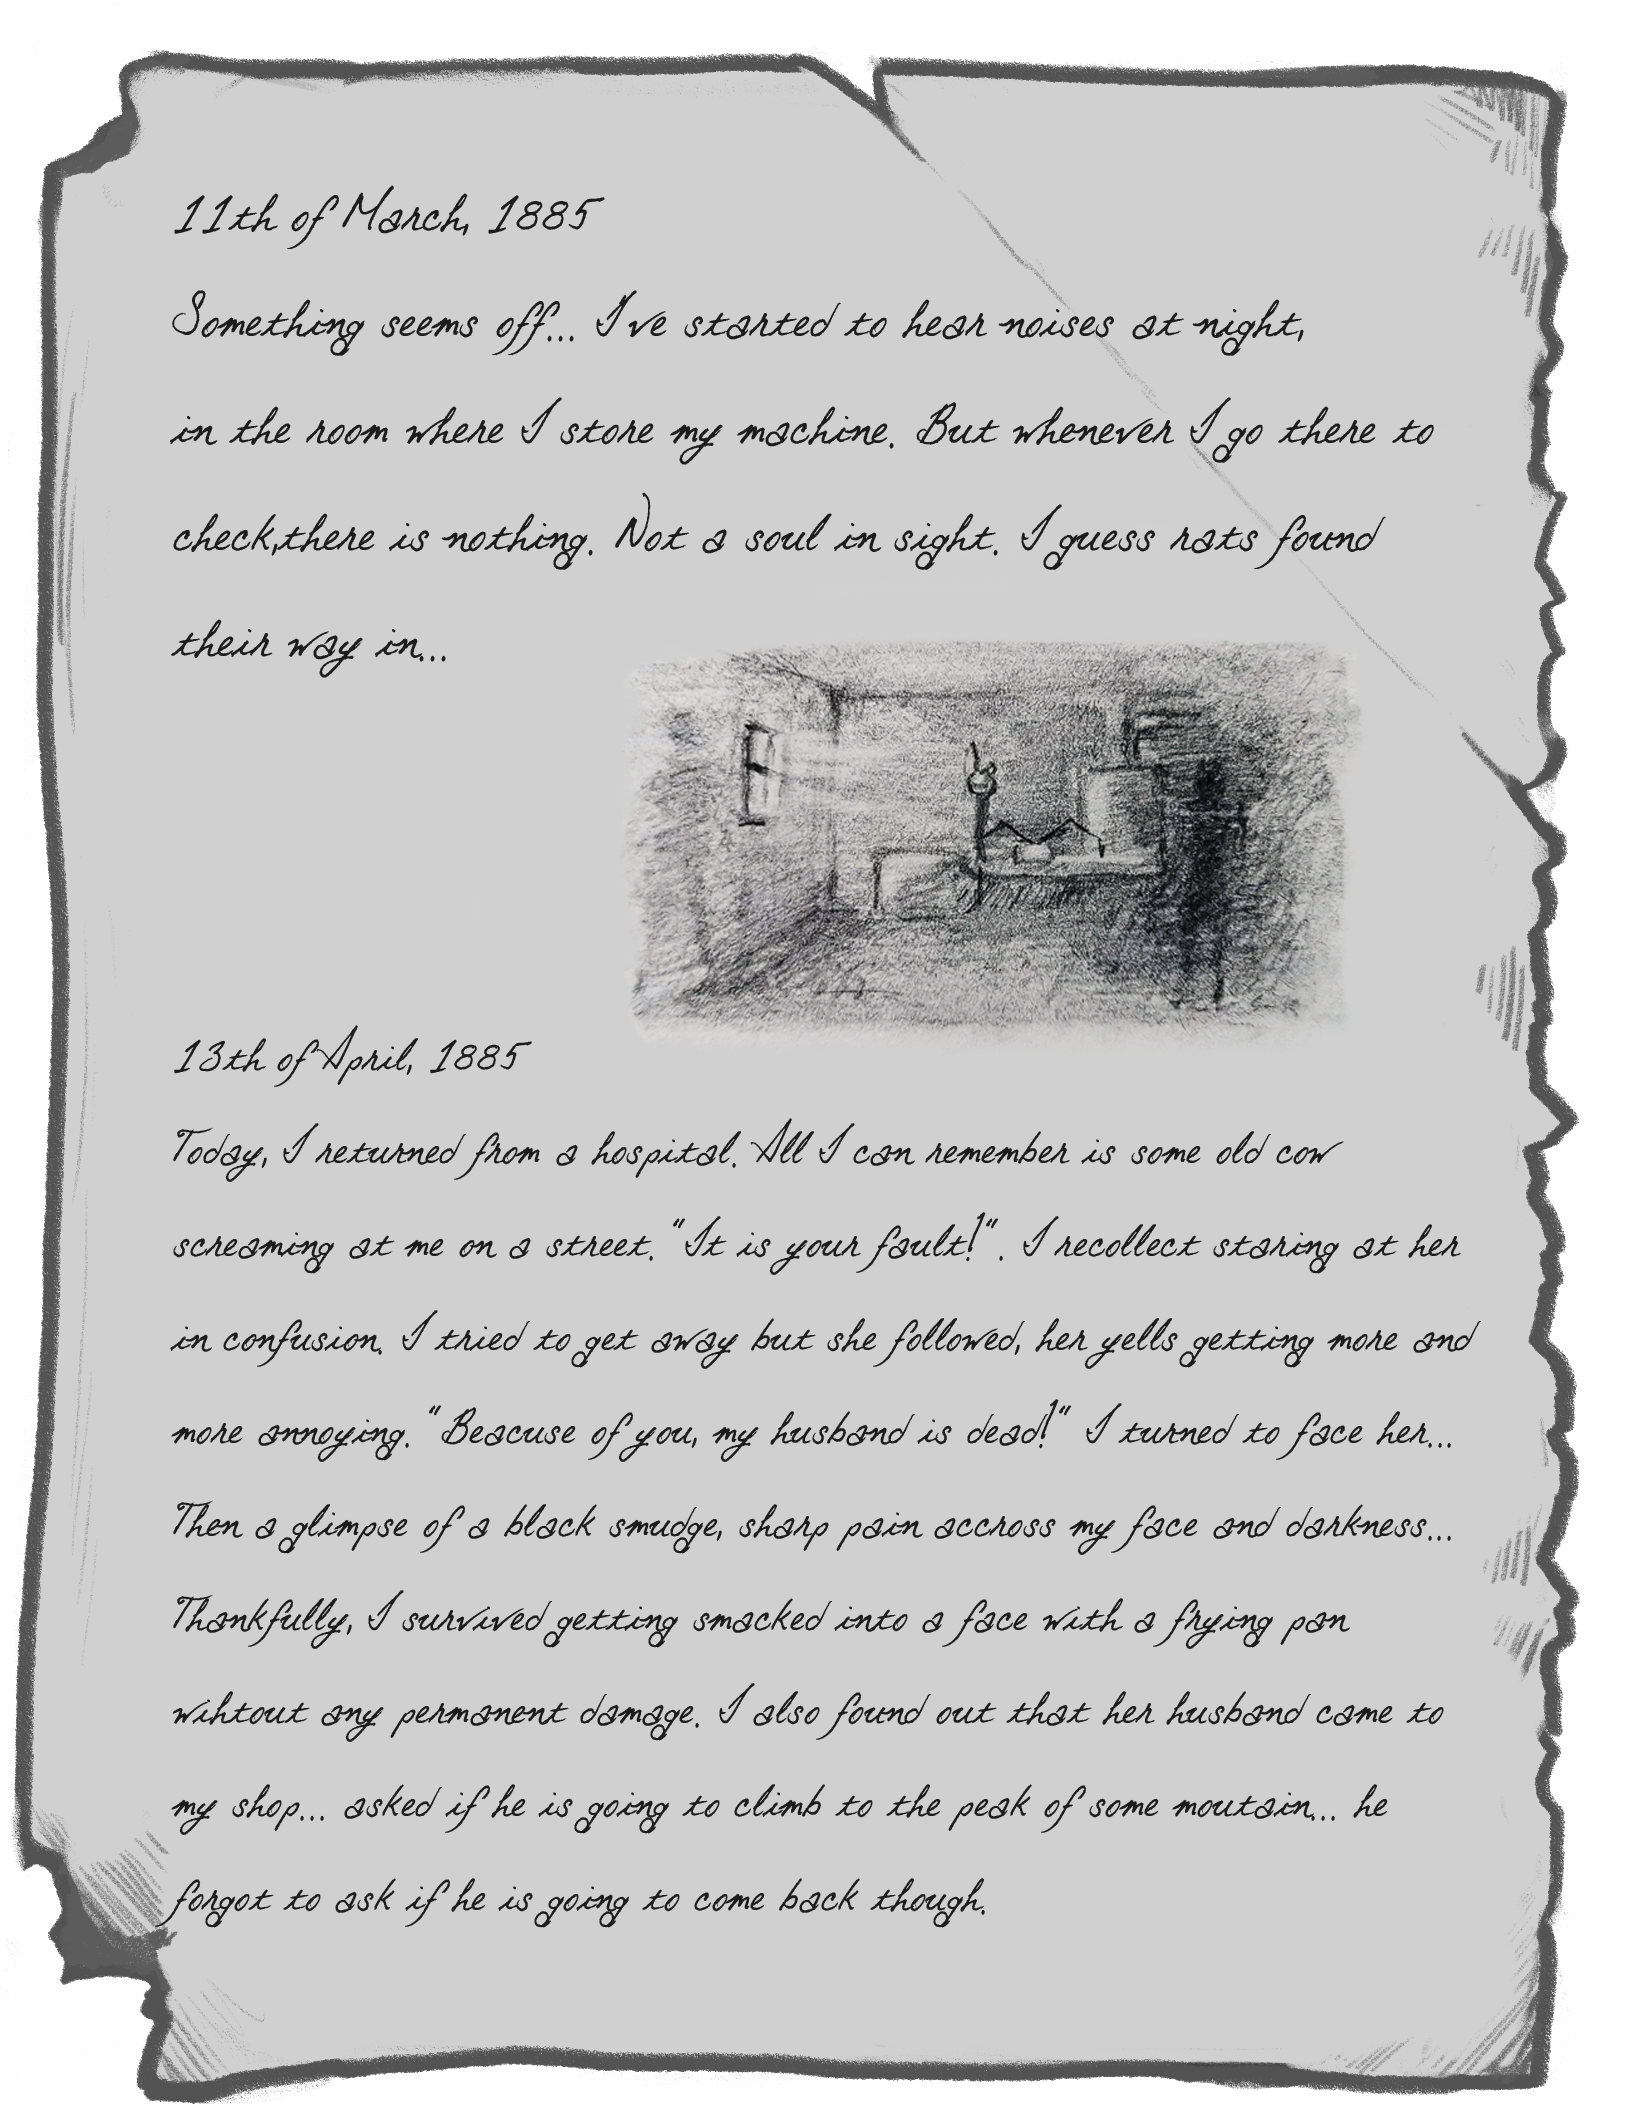 11th of March, 1885
Something seems off... I've started to hear noises at night,
in the room where I store my machine. But whenever I go there to
check,there is nothing. Not a soul in sight. I guess rats found
their way in...
13th of April, 1885
Today, I returned from a hospital. All I can remember is some old cow
screaming at me on a street. "It is your fault!". I recollect staring at her
in confusion. I tried to get away but she followed, her yells getting more and
more annoying. "Beacuse of you, my husband is dead!" I turned to face her...
Then a glimpse of a black smudge, sharp pain accross my face and darkness...
Thankfully, I survived getting smacked into a face with a frying pan
wihtout any permanent damage. I also found out that her husband came to
my shop... asked if he is going to climb to the peak of some moutain... he
forgot to ask if he is going to come back though.